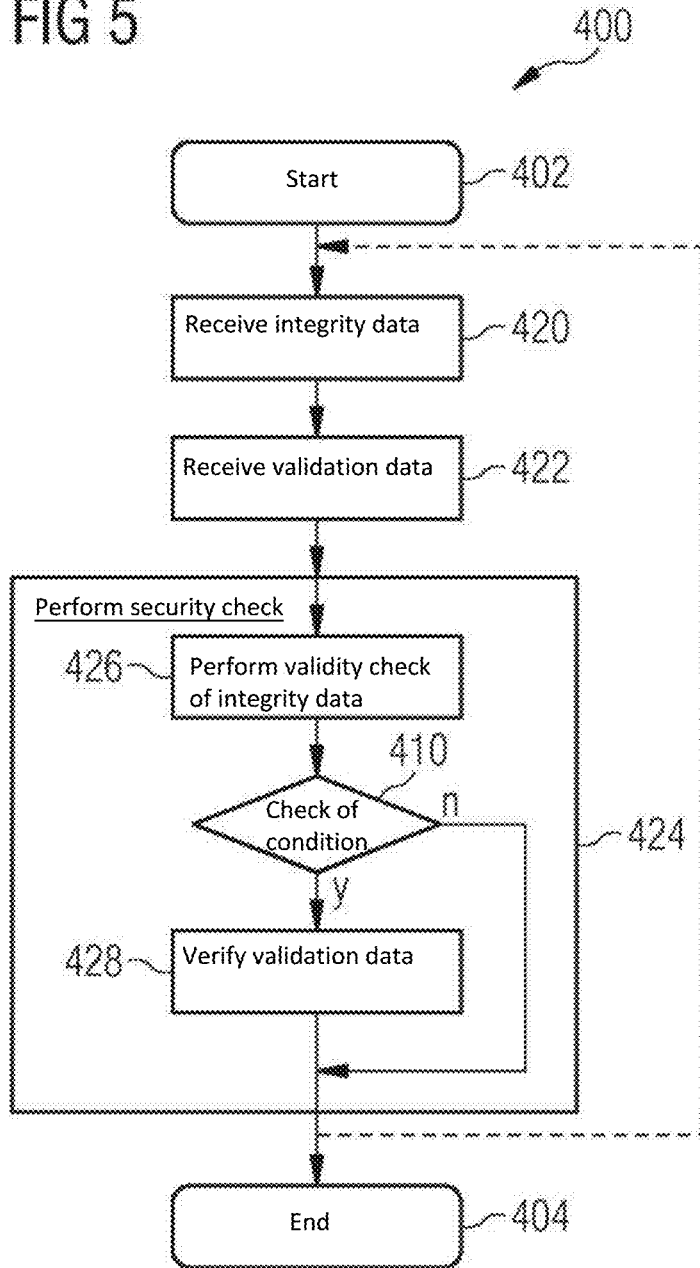 FIG 5
400
Start
402
Receive integrity data
420
Receive validation data
422
Perform security check
426
Perform validity check
of integrity data
410
Check of
condition
n
424
y
428
Verify validation data
End
404